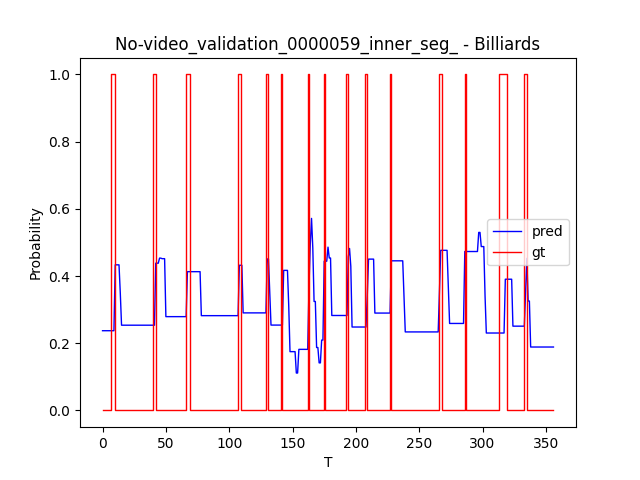 No-video_validation_0000059_inner_seg_ - Billiards
1.0
0.8
0.6
0.4
0.2
0.0
Probability
pred
gt
0 50 100 150 200 250 300 350
T